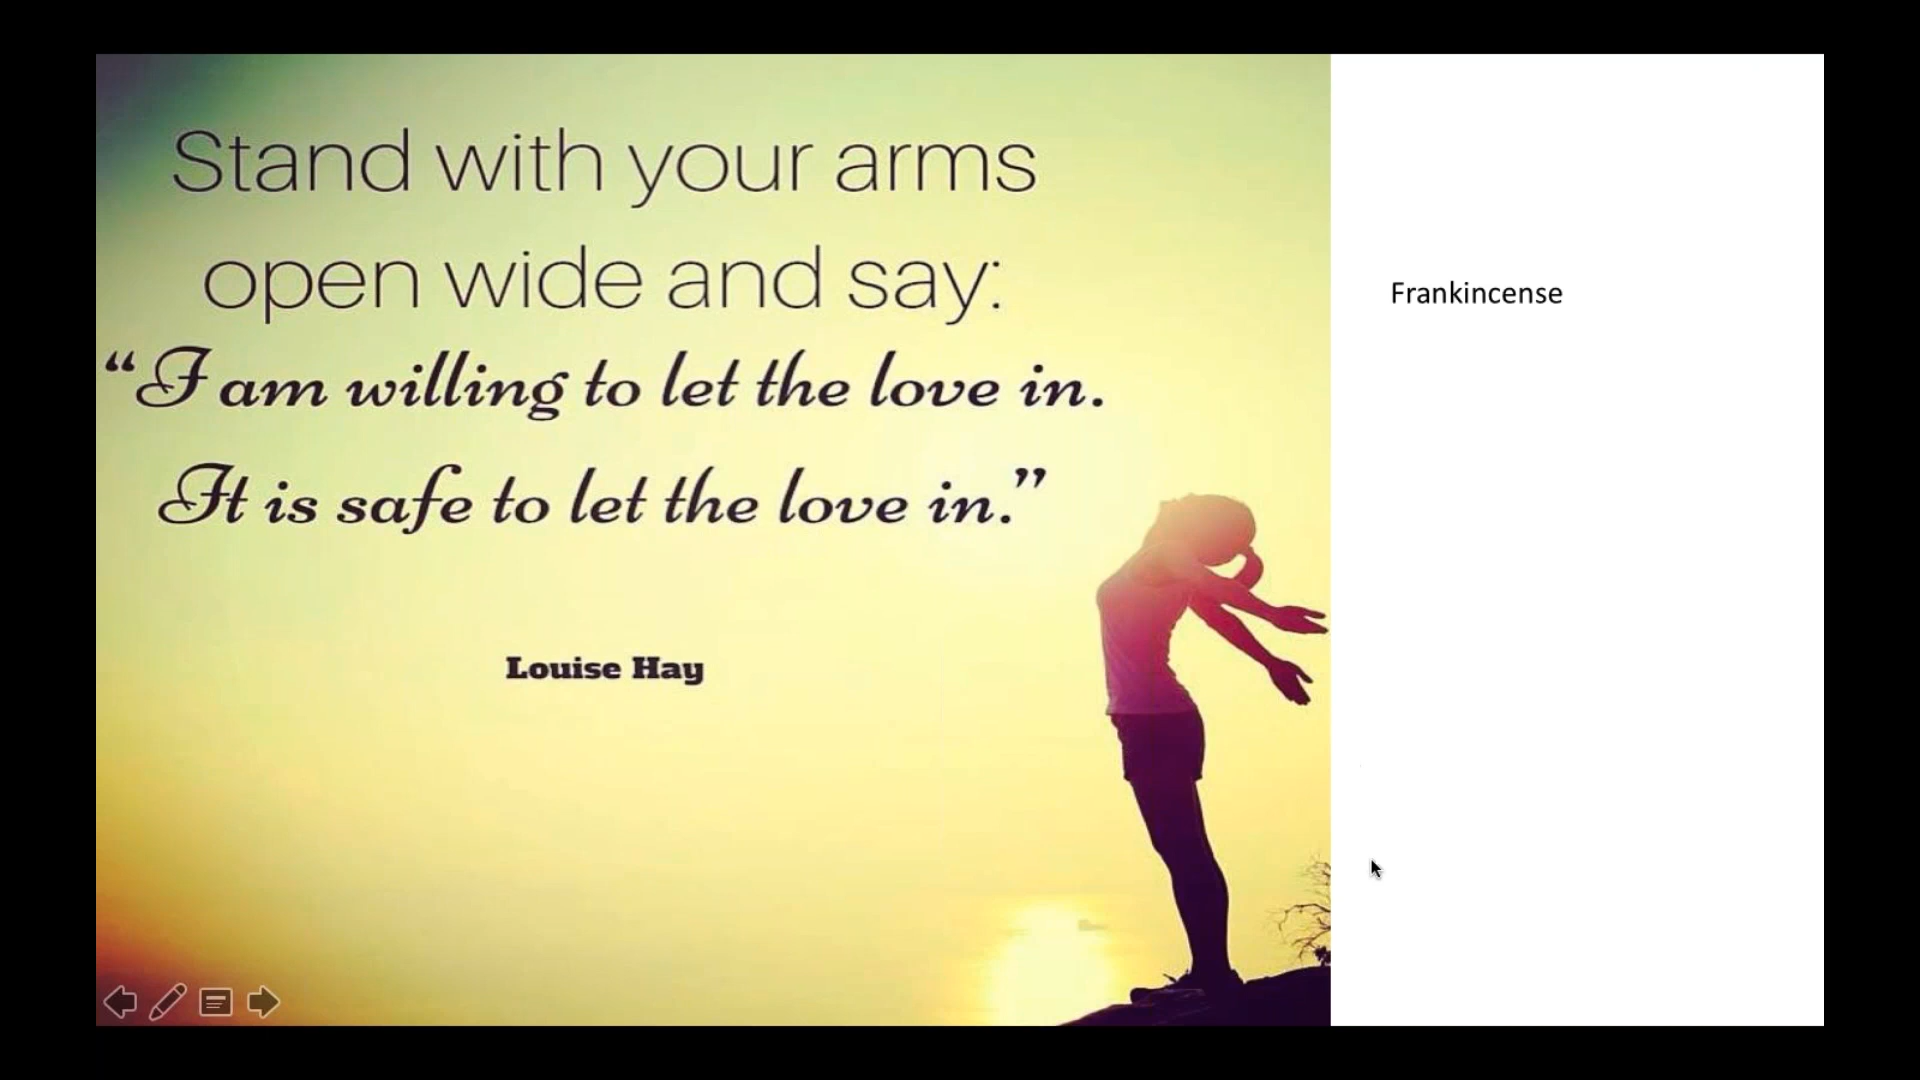 Stand with your arms
open wide and say:
“I am willing to let the love in.
It is safe to let the love in.”
Louise Hay
Frankincense